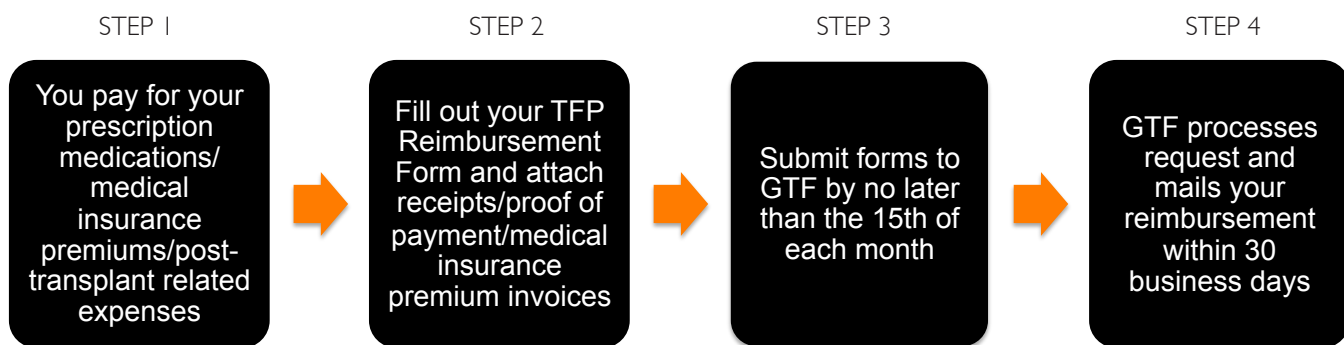 STEP 1
You pay for your
prescription
medications/
medical
insurance
premiums/post-
transplant related
expenses
STEP 2
Fill out your TFP
Reimbursement
Form and attach
receipts/proof of
payment/medical
insurance
premium invoices
STEP 3
Submit forms to
GTF by no later
than the 15th of
each month
STEP 4
GTF processes
request and
mails your
reimbursement
within 30
business days